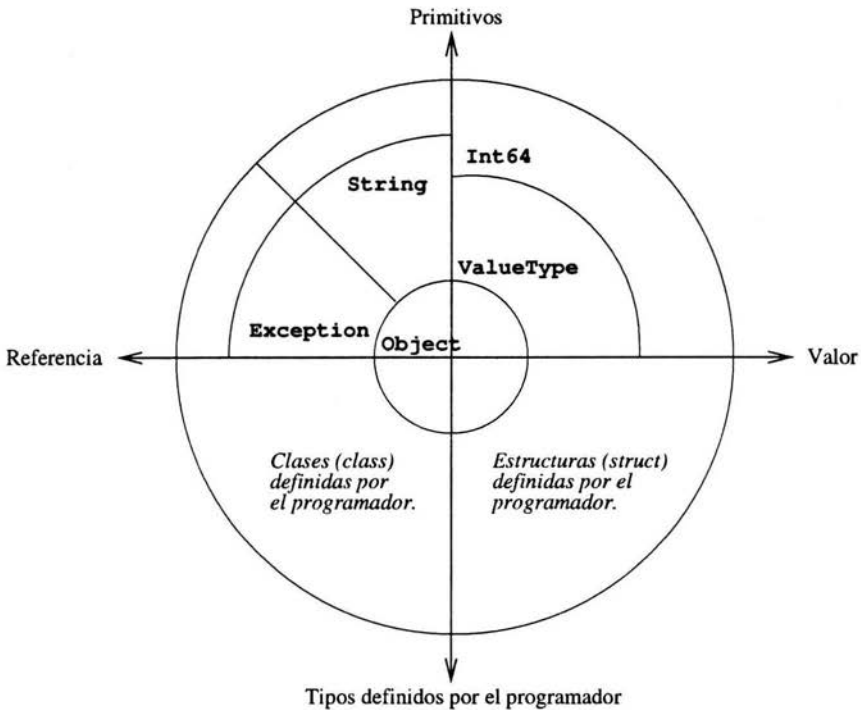 Primitivos
Int64
String
ValueType
Exception
Object
Referencia
Valor
Clases (class)
definidas por
el programador.
Estructuras (struct)
definidas por el
programador.
Tipos definidos por el programador